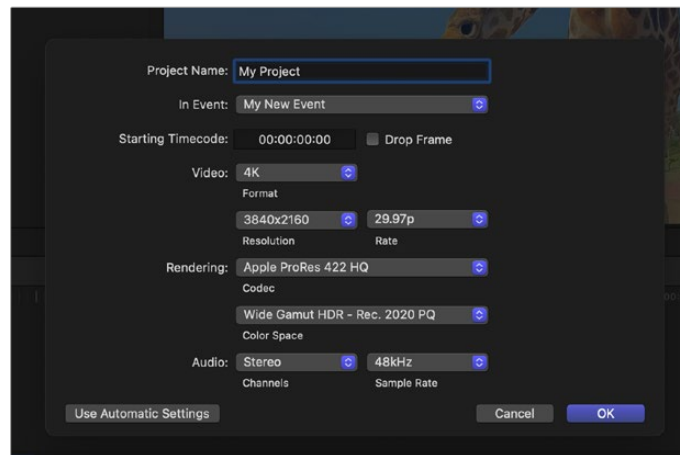 Project Name: My Project
In Event: My New Event
Starting Timecode: 00:00:00:00 Drop Frame
Video: 4K
Format
3840x2160 29.97p
Resolution Rate
Rendering: Apple ProRes 422 HQ
Codec
Wide Gamut HDR - Rec. 2020 PQ
Color Space
Audio: Stereo 48kHz
Channels Sample Rate
Use Automatic Settings Cancel OK